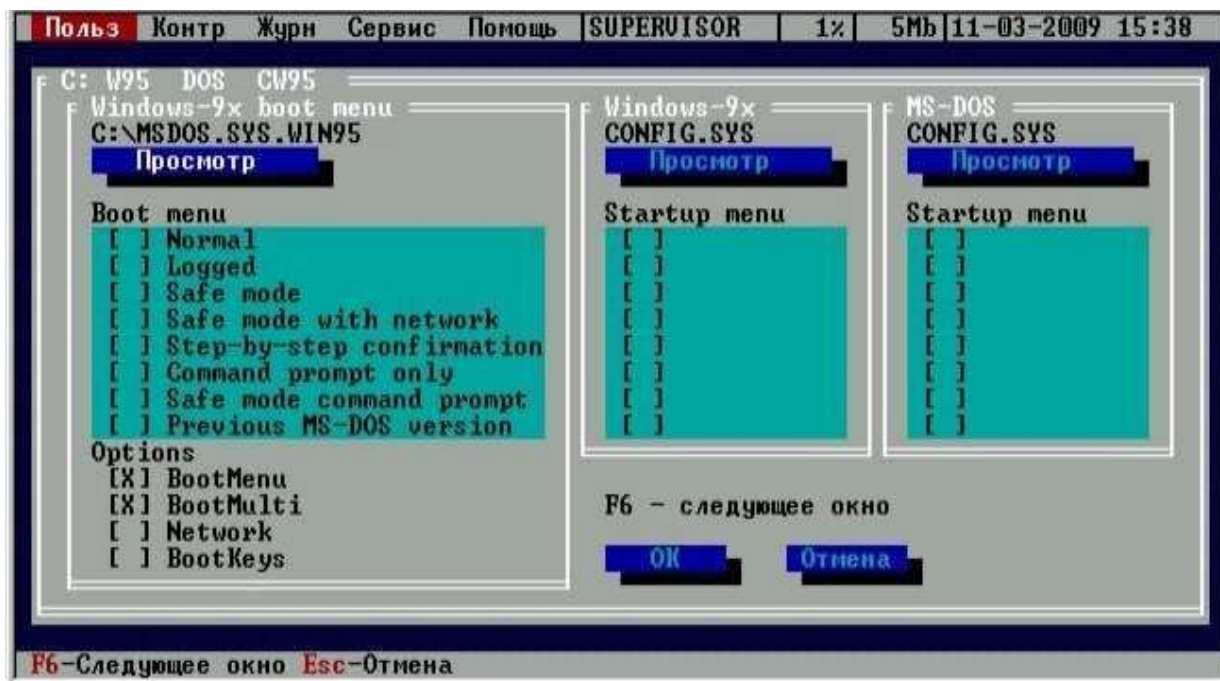 Польз Контр Журн Сервис Помощь SUPERVISOR 1% 5Mb 11-03-2009 15:38
C: W95 DOS CW95
Windows-9x boot menu
C:\MSDOS.SYS.WIN95
Просмотр
Boot menu
[ ] Normal
[ ] Logged
[ ] Safe mode
[ ] Safe mode with network
[ ] Step-by-step confirmation
[ ] Command prompt only
[ ] Safe mode command prompt
[ ] Previous MS-DOS version
Options
[X] BootMenu
[X] BootMulti
[ ] Network
[ ] BootKeys
Windows-9x
CONFIG.SYS
Просмотр
Startup menu
[ ]
[ ]
[ ]
[ ]
[ ]
[ ]
[ ]
[ ]
MS-DOS
CONFIG.SYS
Просмотр
Startup menu
[ ]
[ ]
[ ]
[ ]
[ ]
[ ]
[ ]
[ ]
F6 - следующее окно
OK Отмена
F6-Следующее окно Esc-Отмена